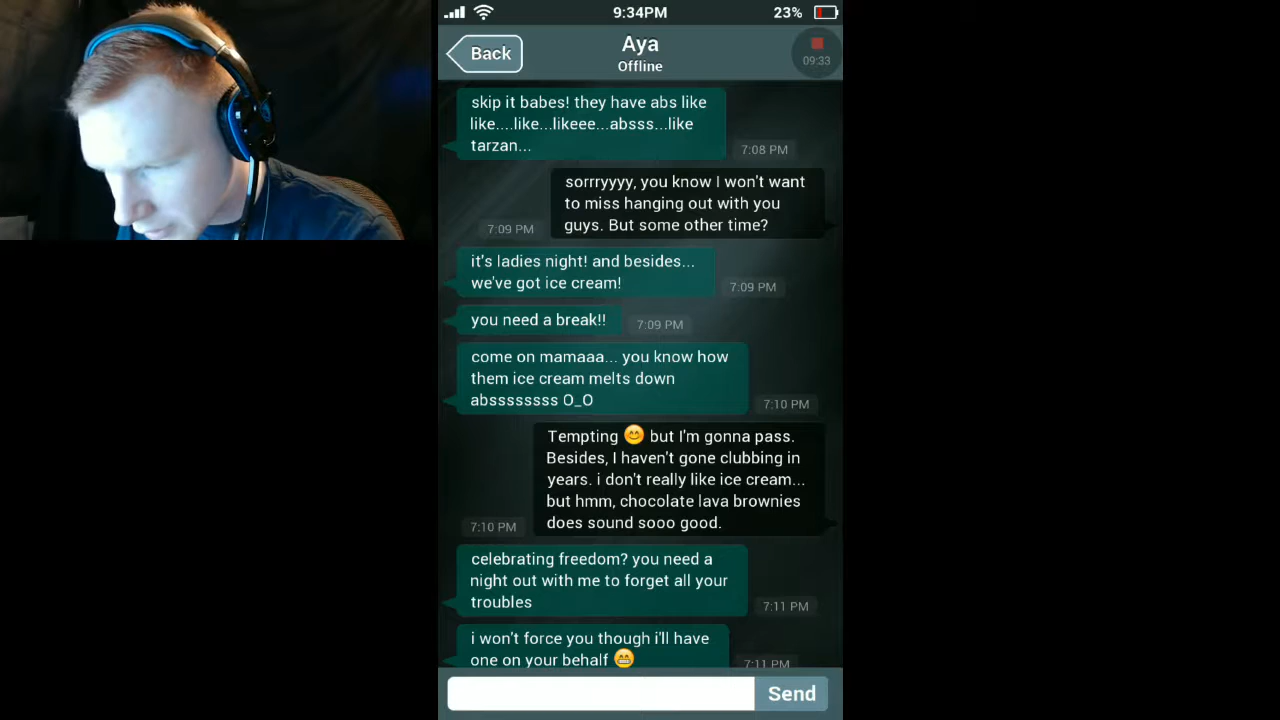 9:34PM
23%
Back
Aya
Offline
09:33
skip it babes! they have abs like
like....like...likeee...absss...like
tarzan...
7:08 PM
sorrryyyy, you know I won't want
to miss hanging out with you
guys. But some other time?
7:09 PM
it's ladies night! and besides...
we've got ice cream!
7:09 PM
you need a break!!
7:09 PM
come on mamaaa... you know how
them ice cream melts down
abssssssss O_O
7:10 PM
Tempting 😊 but I'm gonna pass.
Besides, I haven't gone clubbing in
years. i don't really like ice cream...
but hmm, chocolate lava brownies
does sound sooo good.
7:10 PM
celebrating freedom? you need a
night out with me to forget all your
troubles
7:11 PM
i won't force you though i'll have
one on your behalf 😁
7:11 PM
Send